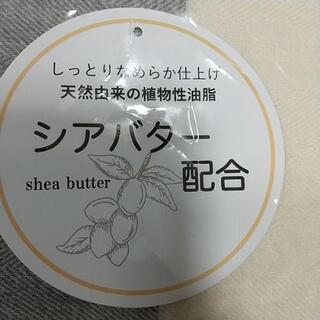 しっとりなめらか仕上げ
天然由来の植物性油脂
シアバター
shea butter
配合